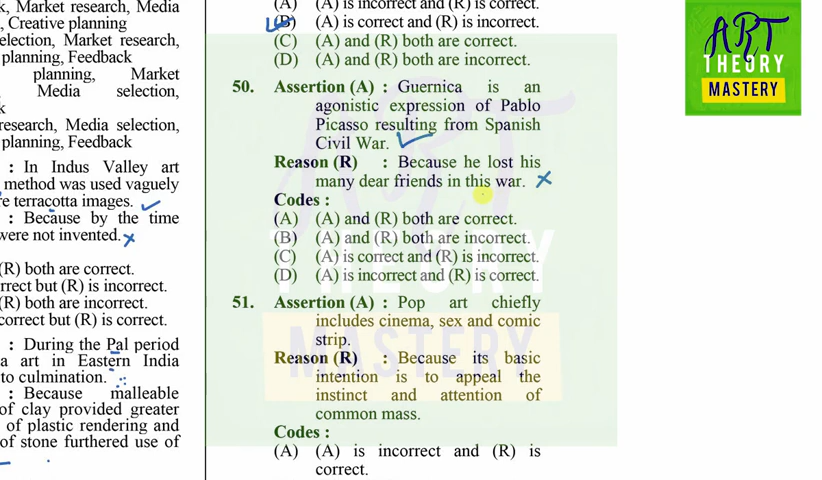 k, Market research, Media
, Creative planning
election, Market research,
planning, Feedback
planning, Market
Media selection,
k
research, Media selection,
planning, Feedback
: In Indus Valley art
method was used vaguely
re terracotta images.
: Because by the time
were not invented.
(R) both are correct.
rrect but (R) is incorrect.
(R) both are incorrect.
correct but (R) is correct.
: During the Pal period
a art in Eastern India
to culmination.
: Because malleable
of clay provided greater
of plastic rendering and
of stone furthered use of
(A) (A) is incorrect and (R) is correct.
(B) (A) is correct and (R) is incorrect.
(C) (A) and (R) both are correct.
(D) (A) and (R) both are incorrect.
50. Assertion (A) : Guernica is an
agonistic expression of Pablo
Picasso resulting from Spanish
Civil War.
Reason (R) : Because he lost his
many dear friends in this war.
Codes :
(A) (A) and (R) both are correct.
(B) (A) and (R) both are incorrect.
(C) (A) is correct and (R) is incorrect.
(D) (A) is incorrect and (R) is correct.
51. Assertion (A) : Pop art chiefly
includes cinema, sex and comic
strip.
Reason (R) : Because its basic
intention is to appeal the
instinct and attention of
common mass.
Codes :
(A) (A) is incorrect and (R) is
correct.
ART
THEORY
MASTERY
ART
THEORY
MASTERY